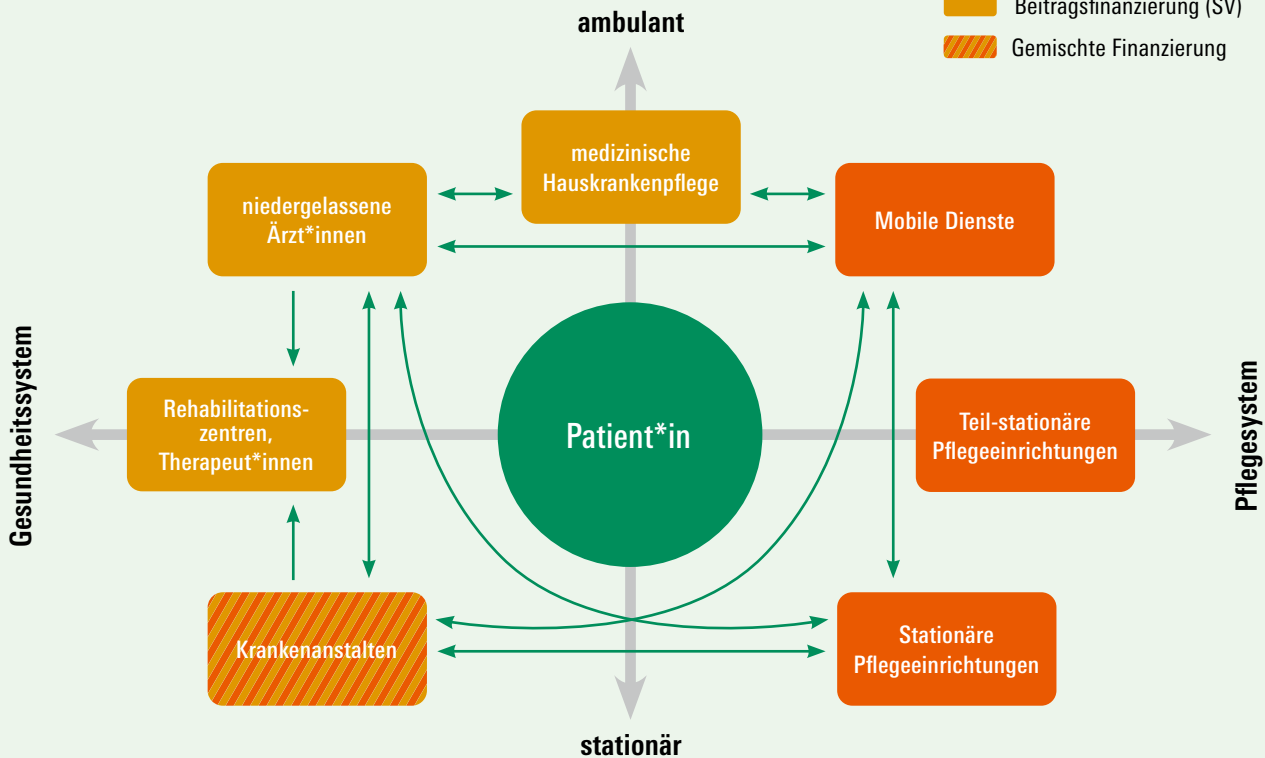 Beitragsfinanzierung (SV)
Gemischte Finanzierung
ambulant
medizinische
Hauskrankenpflege
niedergelassene
Ärzt*innen
Mobile Dienste
Gesundheitssystem
Rehabilitations-
zentren,
Therapeut*innen
Patient*in
Teil-stationäre
Pflegeeinrichtungen
Pflegesystem
Krankenanstalten
Stationäre
Pflegeeinrichtungen
stationär